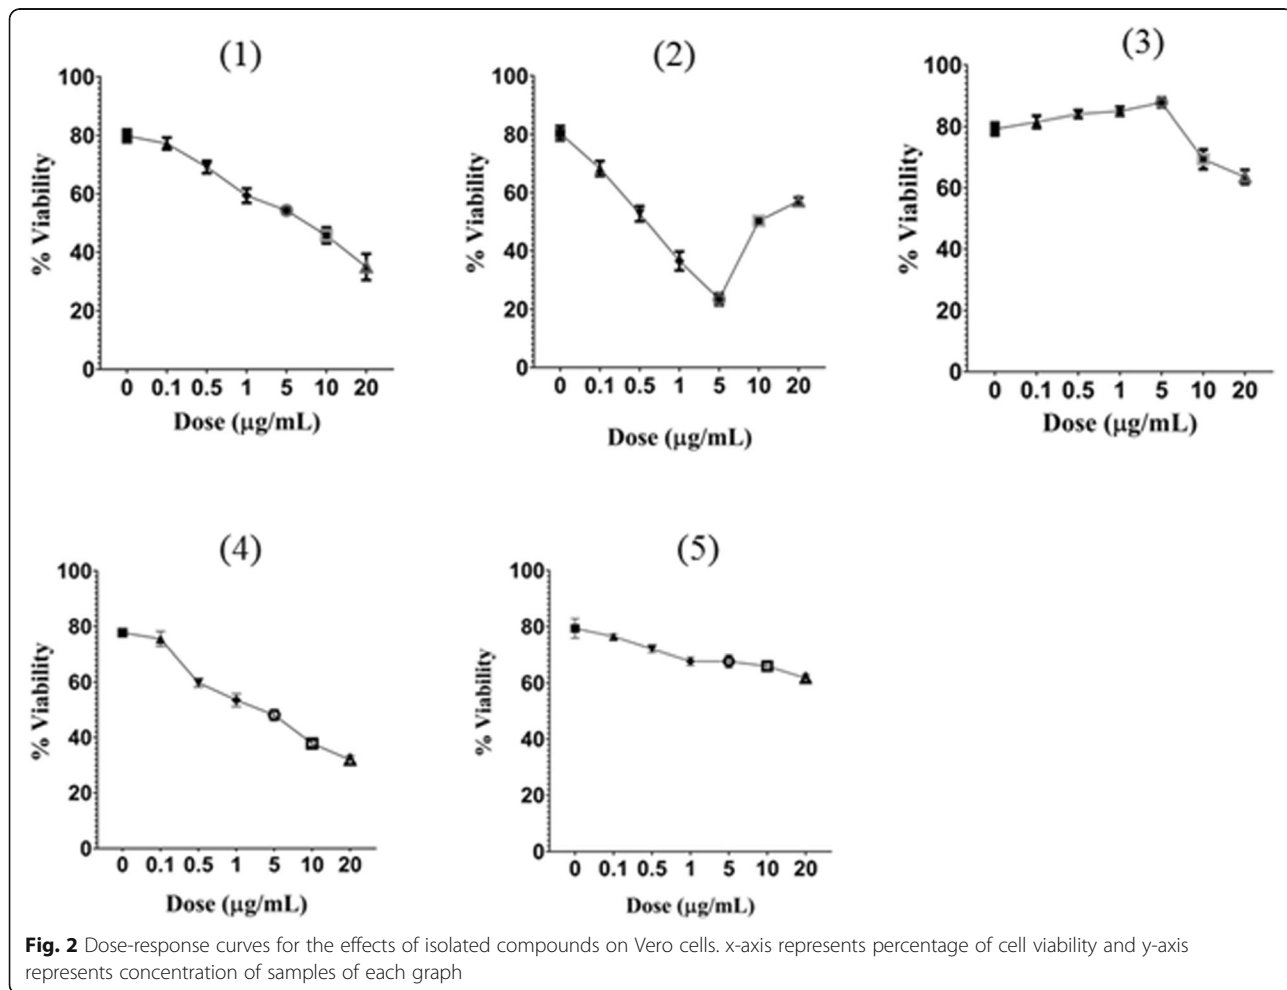 (1)
100
80
60
40
20
0
% Viability
0 0.1 0.5 1 5 10 20
Dose (µg/mL)
(2)
100
80
60
40
20
0
% Viability
0 0.1 0.5 1 5 10 20
Dose (µg/mL)
(3)
100
80
60
40
20
0
% Viability
0 0.1 0.5 1 5 10 20
Dose (µg/mL)
(4)
100
80
60
40
20
0
% Viability
0 0.1 0.5 1 5 10 20
Dose (µg/mL)
(5)
100
80
60
40
20
0
% Viability
0 0.1 0.5 1 5 10 20
Dose (µg/mL)
Fig. 2 Dose-response curves for the effects of isolated compounds on Vero cells. x-axis represents percentage of cell viability and y-axis
represents concentration of samples of each graph